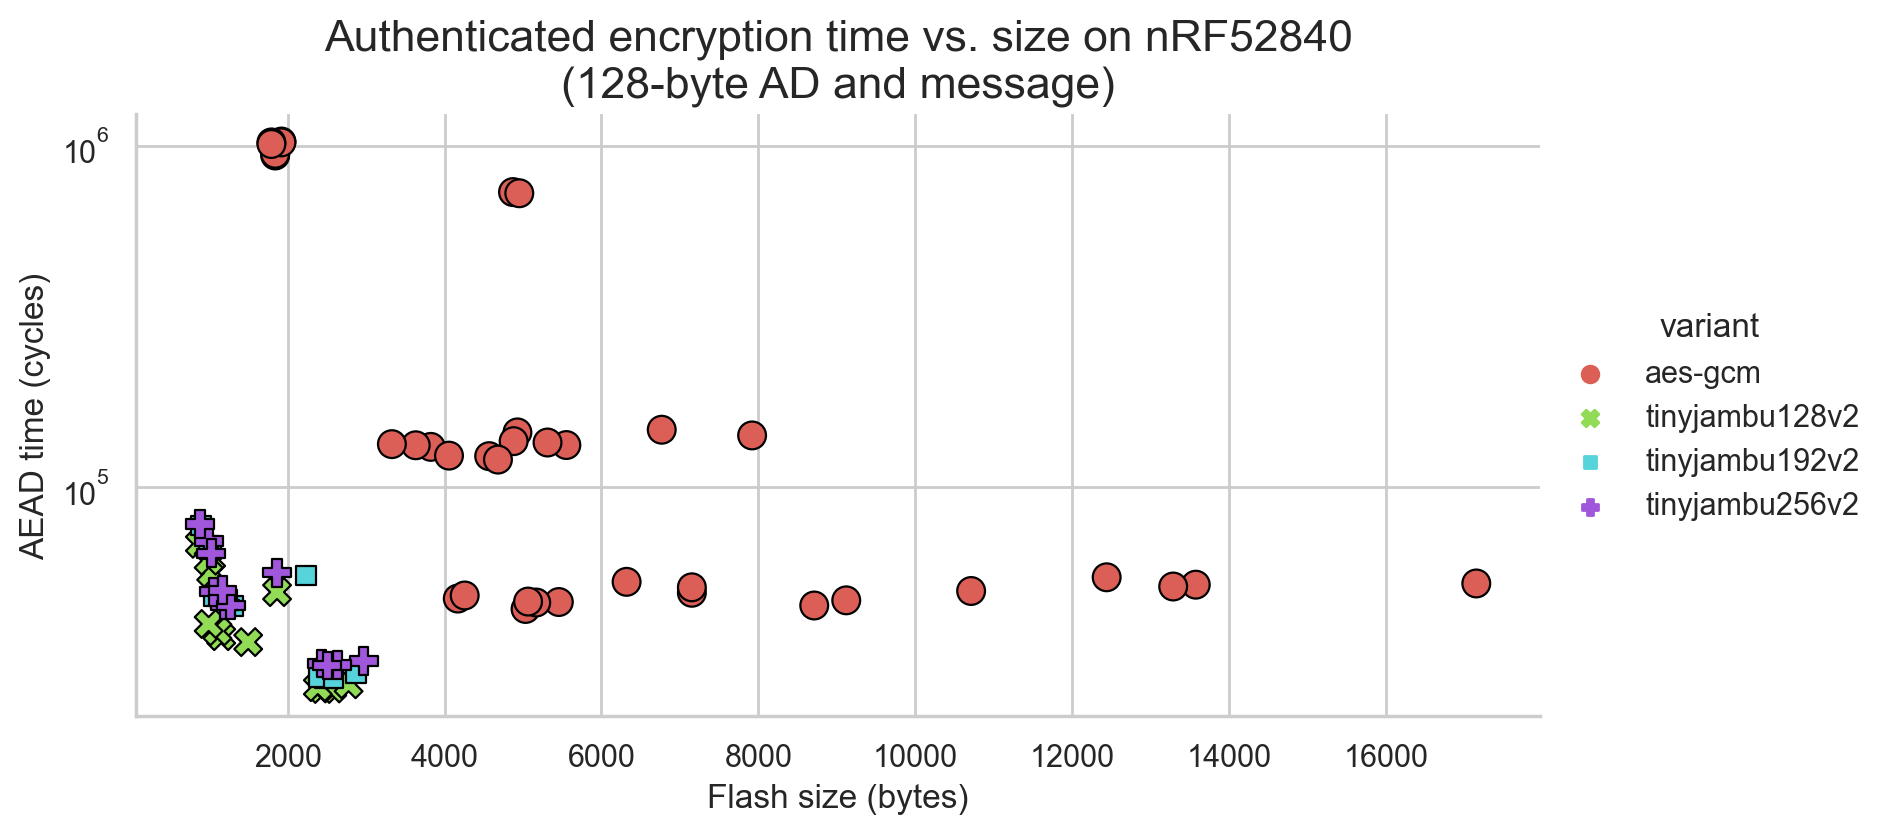 Authenticated encryption time vs. size on nRF52840
(128-byte AD and message)
AEAD time (cycles)
10^6
10^5
2000 4000 6000 8000 10000 12000 14000 16000
Flash size (bytes)
variant
aes-gcm
tinyjambu128v2
tinyjambu192v2
tinyjambu256v2